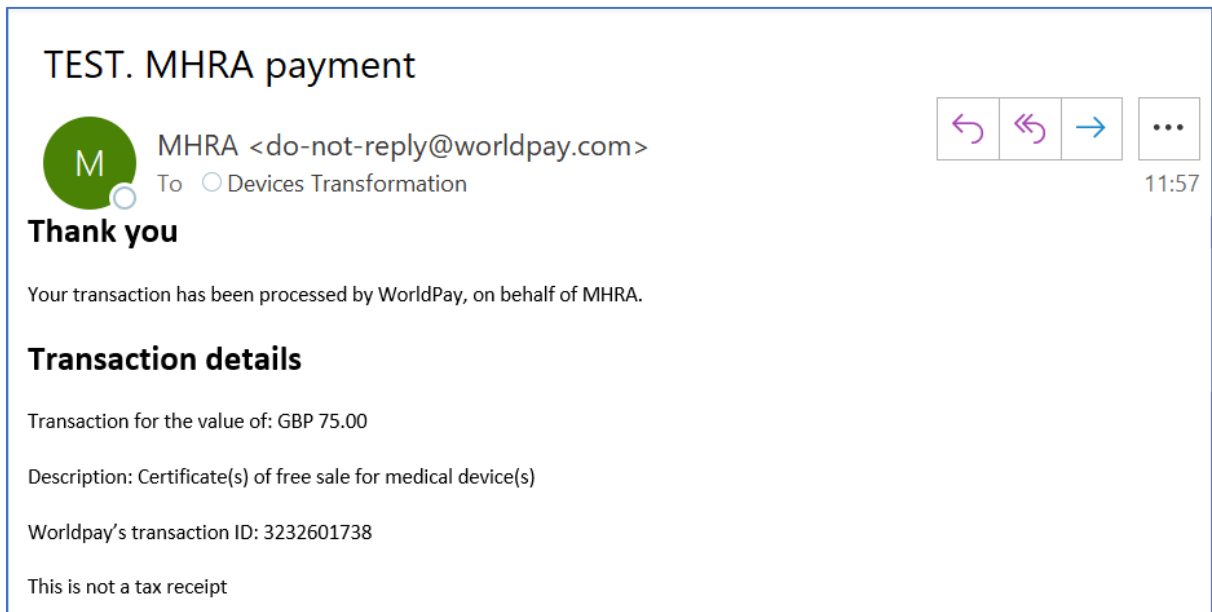 TEST. MHRA payment
MHRA <do-not-reply@worldpay.com>
M
To Devices Transformation
11:57
Thank you
Your transaction has been processed by WorldPay, on behalf of MHRA.
Transaction details
Transaction for the value of: GBP 75.00
Description: Certificate(s) of free sale for medical device(s)
Worldpay’s transaction ID: 3232601738
This is not a tax receipt